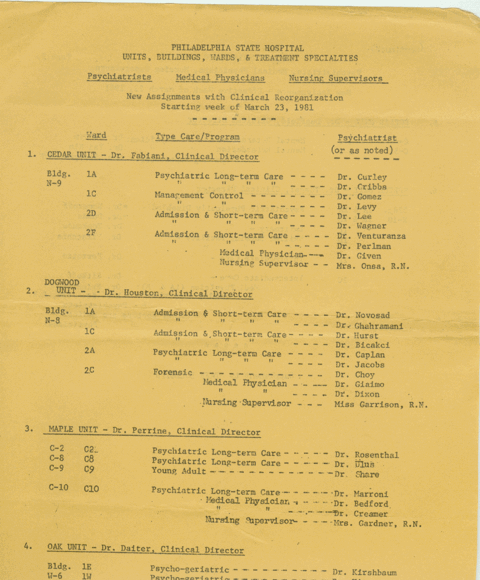 PHILADELPHIA STATE HOSPITAL
UNITS, BUILDINGS, WARDS, & TREATMENT SPECIALTIES
Psychiatrists Medical Physicians Nursing Supervisors
New Assignments with Clinical Reorganization
Starting week of March 23, 1981
- - - - - - - - -
Ward Type Care/Program Psychiatrist
(or as noted)
1. CEDAR UNIT - Dr. Fabiani, Clinical Director
Bldg. 1A Psychiatric Long-term Care - - - - Dr. Curley
N-9 " " " " - - - - Dr. Cribbs
1C Management Control - - - - - - - - Dr. Gomez
" " - - - - - - - - Dr. Levy
2D Admission & Short-term Care - - - - Dr. Lee
" " " " - - - - Dr. Wagner
2F Admission & Short-term Care - - - - Dr. Venturanza
" " " " - - - - Dr. Perlman
Medical Physician - - - Dr. Given
Nursing Supervisor - - Mrs. Onsa, R.N.
DOGWOOD
2. UNIT - Dr. Houston, Clinical Director
Bldg. 1A Admission & Short-term Care - - - - Dr. Novosad
N-8 " " " " - - - - Dr. Ghahramani
1C Admission & Short-term Care - - - - Dr. Hurst
" " " " - - - - Dr. Bicakci
2A Psychiatric Long-term Care - - - - Dr. Caplan
" " " " - - - - Dr. Jacobs
2C Forensic - - - - - - - - - - - - Dr. Choy
Medical Physician - - - - Dr. Giaimo
" " - - - - Dr. Dixon
Nursing Supervisor - - - Miss Garrison, R.N.
3. MAPLE UNIT - Dr. Perrine, Clinical Director
C-2 C2 Psychiatric Long-term Care - - - - - Dr. Rosenthal
C-8 C8 Psychiatric Long-term Care - - - - - Dr.
C-9 C9 Young Adult - - - - - - - - - - - - Dr. Share
C-10 C10 Psychiatric Long-term Care - - - - - Dr. Marroni
Medical Physician - - - - - Dr. Bedford
" " - - - - - Dr. Creamer
Nursing Supervisor - - - - Mrs. Gardner, R.N.
4. OAK UNIT - Dr. Daiter, Clinical Director
Bldg. 1E Psycho-geriatric - - - - - - - - - - Dr. Kirshbaum
W-6 1W Psycho-geriatric